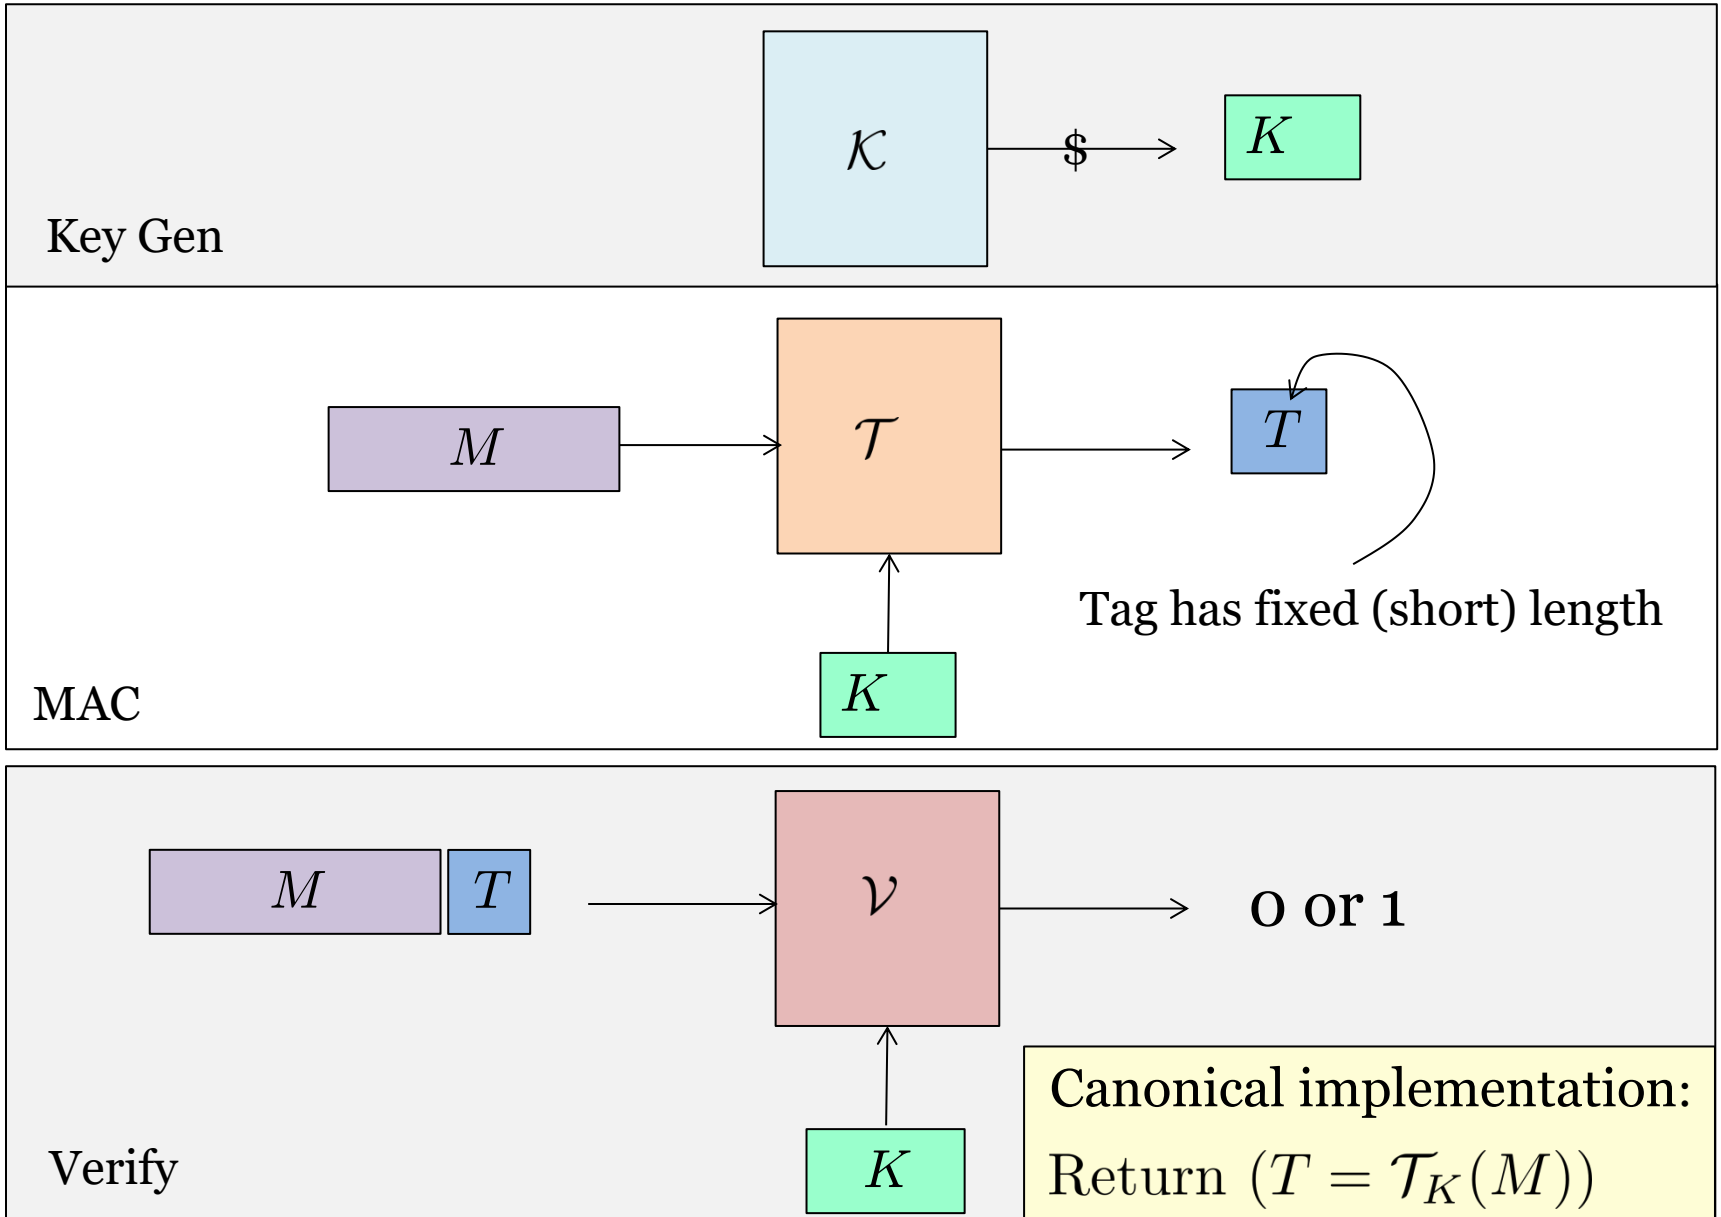 𝒦
$
K
Key Gen
M
𝒯
T
Tag has fixed (short) length
K
MAC
M T
𝒱
0 or 1
K
Verify
Canonical implementation:
Return (T = 𝒯_K(M))